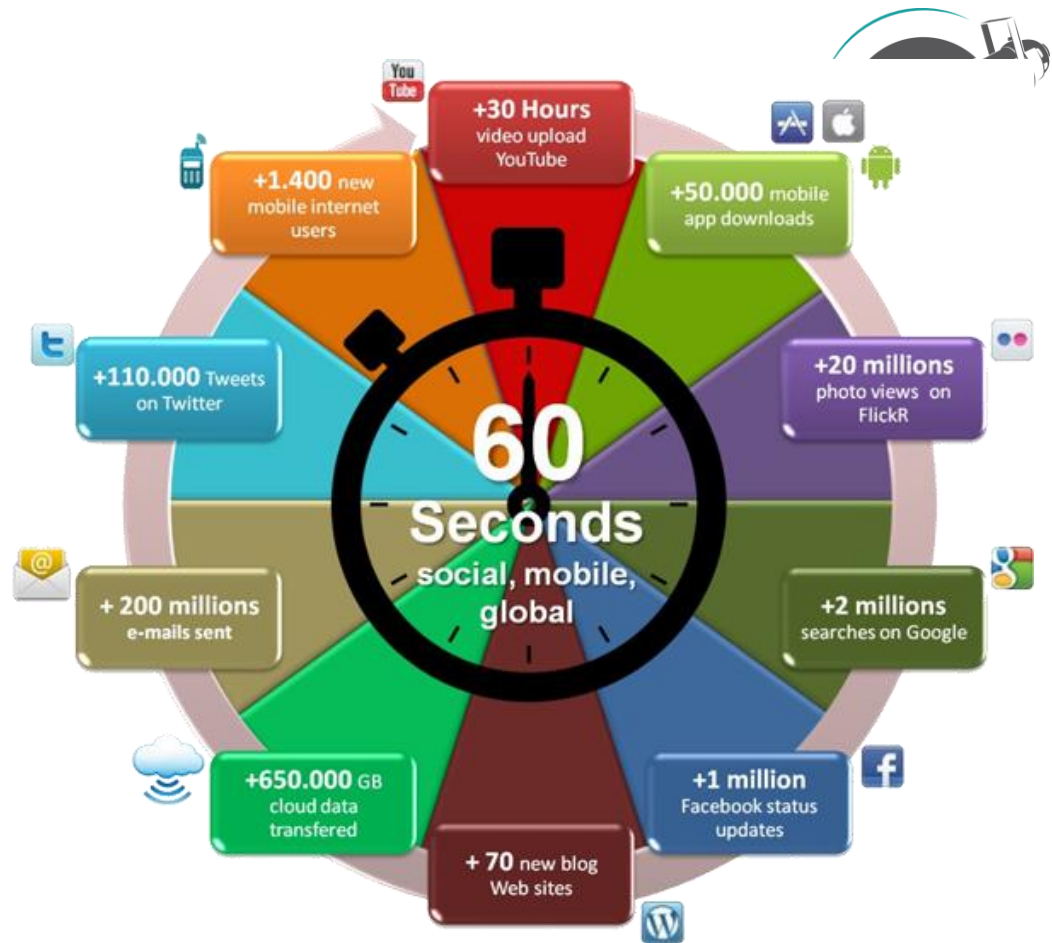 You
Tube
+30 Hours
video upload
YouTube
+50.000 mobile
app downloads
+20 millions
photo views on
FlickR
+2 millions
searches on Google
+1 million
Facebook status
updates
+ 70 new blog
Web sites
+650.000 GB
cloud data
transfered
+ 200 millions
e-mails sent
+110.000 Tweets
on Twitter
+1.400 new
mobile internet
users
60
Seconds
social, mobile,
global